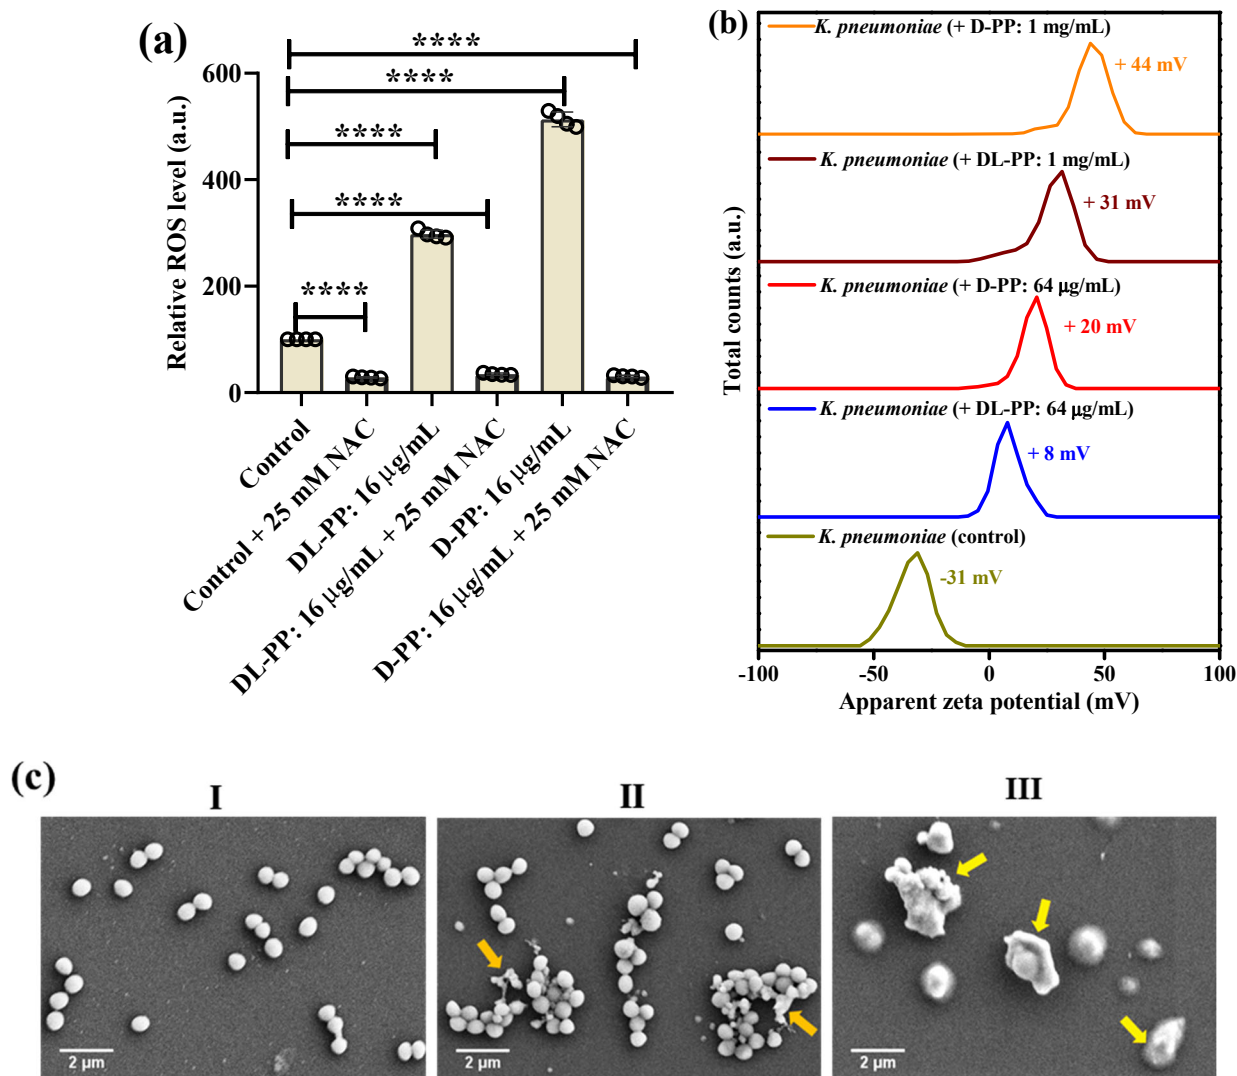 (a)
****
****
****
****
****
Relative ROS level (a.u.)
600
400
200
0
Control
Control + 25 mM NAC
DL-PP: 16 μg/mL
DL-PP: 16 μg/mL + 25 mM NAC
D-PP: 16 μg/mL
D-PP: 16 μg/mL + 25 mM NAC
(b)
K. pneumoniae (+ D-PP: 1 mg/mL)
+ 44 mV
K. pneumoniae (+ DL-PP: 1 mg/mL)
+ 31 mV
K. pneumoniae (+ D-PP: 64 μg/mL)
+ 20 mV
K. pneumoniae (+ DL-PP: 64 μg/mL)
+ 8 mV
K. pneumoniae (control)
-31 mV
Total counts (a.u.)
-100 -50 0 50 100
Apparent zeta potential (mV)
(c)
I
II
III
2 μm
2 μm
2 μm